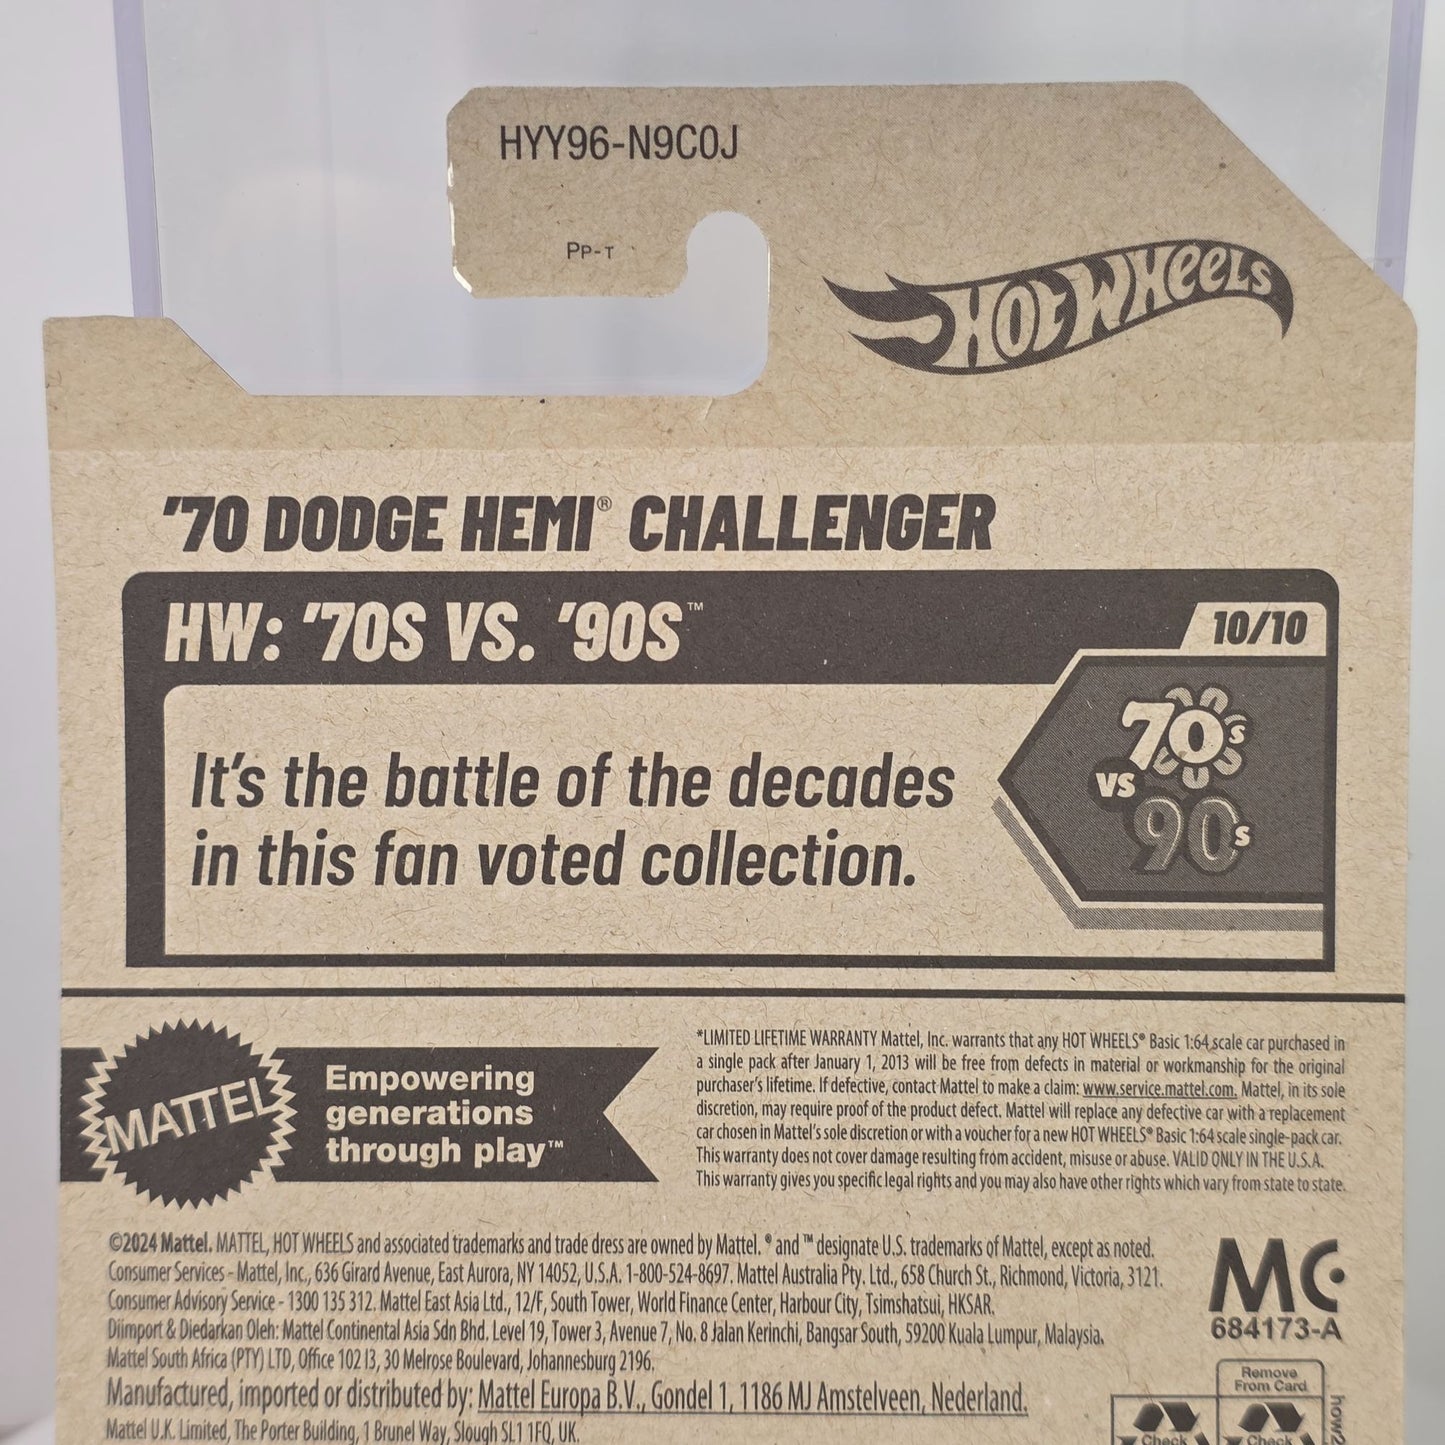 HYY96-N9C0J
PP-T
HOT WHEELS
'70 DODGE HEMI® CHALLENGER
HW: '70S VS. '90S™
10/10
It's the battle of the decades
in this fan voted collection.
70s
vs
90s
MATTEL
Empowering
generations
through play™
*LIMITED LIFETIME WARRANTY Mattel, Inc. warrants that any HOT WHEELS® Basic 1:64 scale car purchased in
a single pack after January 1, 2013 will be free from defects in material or workmanship for the original
purchaser's lifetime. If defective, contact Mattel to make a claim: www.service.mattel.com. Mattel, in its sole
discretion, may require proof of the product defect. Mattel will replace any defective car with a replacement
car chosen in Mattel's sole discretion or with a voucher for a new HOT WHEELS® Basic 1:64 scale single-pack car.
This warranty does not cover damage resulting from accident, misuse or abuse. VALID ONLY IN THE U.S.A.
This warranty gives you specific legal rights and you may also have other rights which vary from state to state.
©2024 Mattel. MATTEL, HOT WHEELS and associated trademarks and trade dress are owned by Mattel. ® and ™ designate U.S. trademarks of Mattel, except as noted.
Consumer Services - Mattel, Inc., 636 Girard Avenue, East Aurora, NY 14052, U.S.A. 1-800-524-8697. Mattel Australia Pty. Ltd., 658 Church St., Richmond, Victoria, 3121.
Consumer Advisory Service - 1300 135 312. Mattel East Asia Ltd., 12/F, South Tower, World Finance Center, Harbour City, Tsimshatsui, HKSAR.
Diimport & Diedarkan Oleh: Mattel Continental Asia Sdn Bhd. Level 19, Tower 3, Avenue 7, No. 8 Jalan Kerinchi, Bangsar South, 59200 Kuala Lumpur, Malaysia.
Mattel South Africa (PTY) LTD, Office 102 I3, 30 Melrose Boulevard, Johannesburg 2196.
Manufactured, imported or distributed by: Mattel Europa B.V., Gondel 1, 1186 MJ Amstelveen, Nederland.
Mattel U.K. Limited, The Porter Building, 1 Brunel Way, Slough SL1 1FQ, UK.
MC
684173-A
Remove
From Card
Check
Check
how2